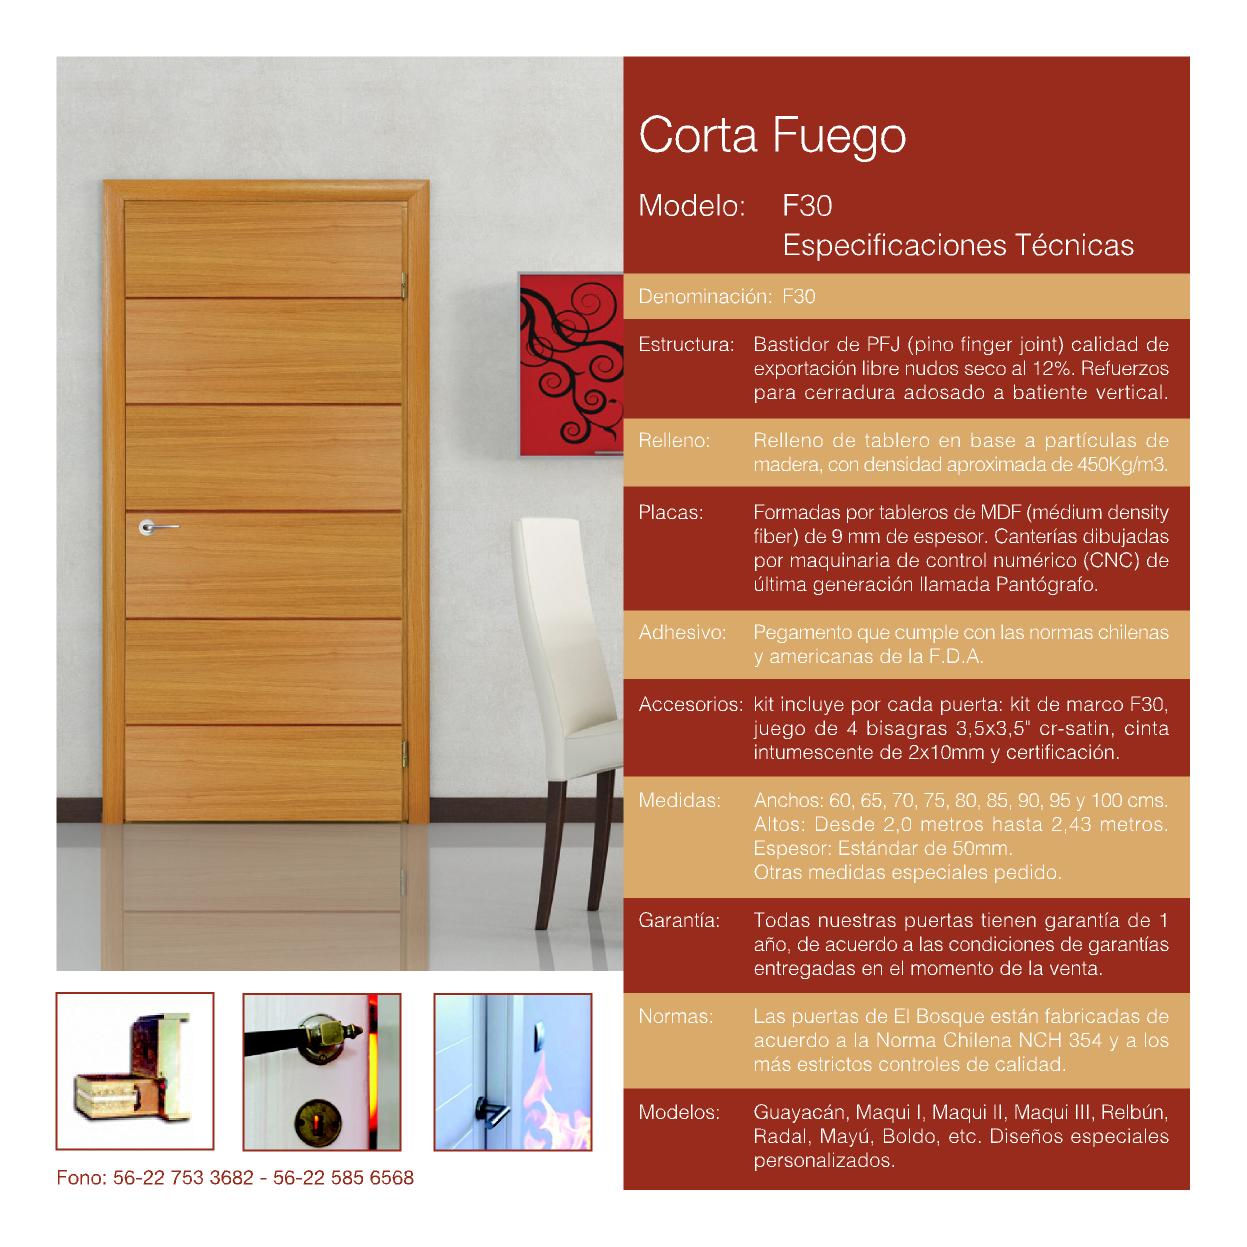 Corta Fuego
Modelo: F30
Especificaciones Técnicas
Denominación: F30
Estructura: Bastidor de PFJ (pino finger joint) calidad de
exportación libre nudos seco al 12%. Refuerzos
para cerradura adosado a batiente vertical.
Relleno: Relleno de tablero en base a partículas de
madera, con densidad aproximada de 450Kg/m3.
Placas: Formadas por tableros de MDF (médium density
fiber) de 9 mm de espesor. Canterías dibujadas
por maquinaria de control numérico (CNC) de
última generación llamada Pantógrafo.
Adhesivo: Pegamento que cumple con las normas chilenas
y americanas de la F.D.A.
Accesorios: kit incluye por cada puerta: kit de marco F30,
juego de 4 bisagras 3,5x3,5" cr-satin, cinta
intumescente de 2x10mm y certificación.
Medidas: Anchos: 60, 65, 70, 75, 80, 85, 90, 95 y 100 cms.
Altos: Desde 2,0 metros hasta 2,43 metros.
Espesor: Estándar de 50mm.
Otras medidas especiales pedido.
Garantía: Todas nuestras puertas tienen garantía de 1
año, de acuerdo a las condiciones de garantías
entregadas en el momento de la venta.
Normas: Las puertas de El Bosque están fabricadas de
acuerdo a la Norma Chilena NCH 354 y a los
más estrictos controles de calidad.
Modelos: Guayacán, Maqui I, Maqui II, Maqui III, Relbún,
Radal, Mayú, Boldo, etc. Diseños especiales
personalizados.
Fono: 56-22 753 3682 - 56-22 585 6568